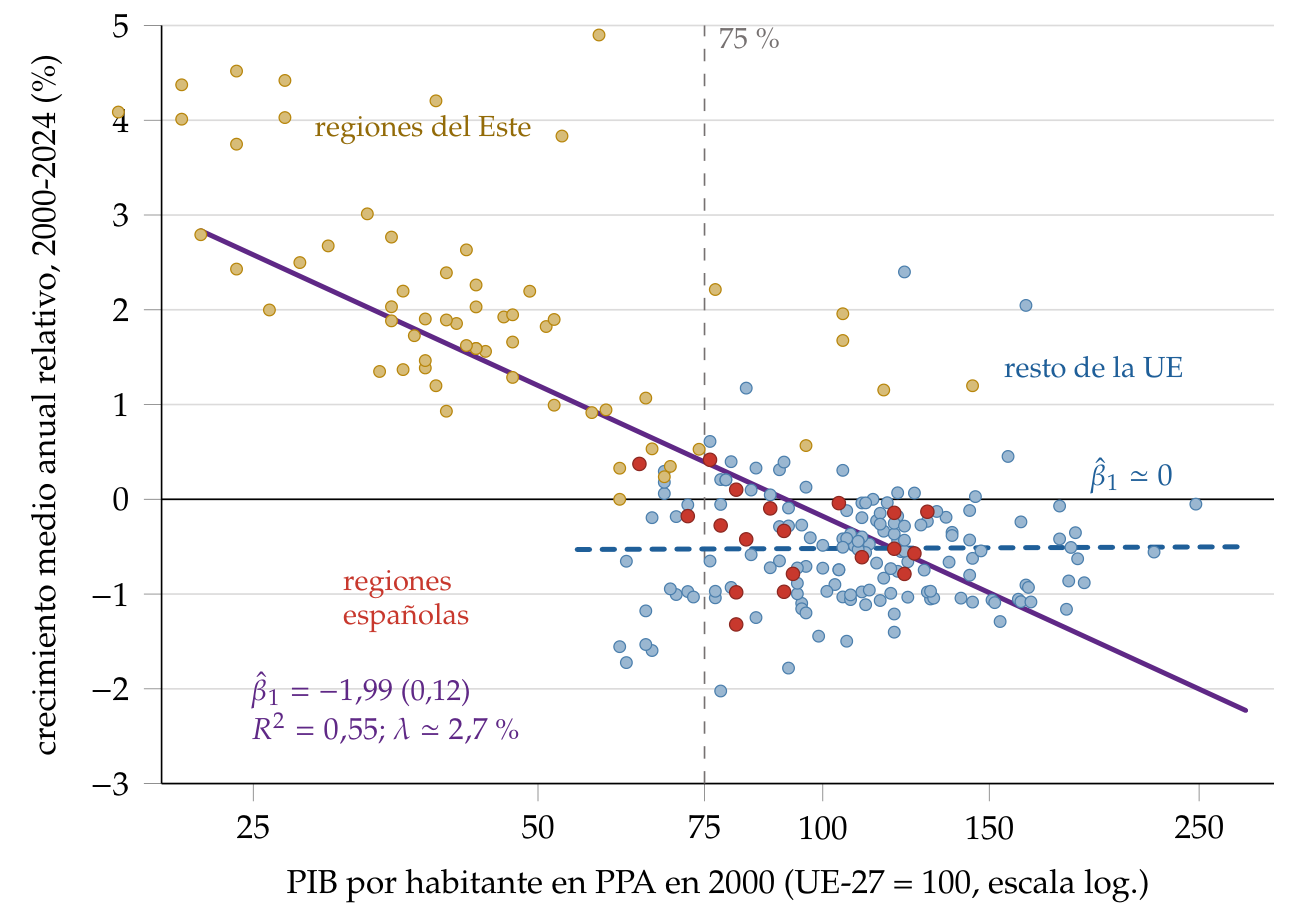 crecimiento medio anual relativo, 2000-2024 (%)
5
4
3
2
1
0
−1
−2
−3
75 %
regiones del Este
resto de la UE
β̂₁ ≃ 0
regiones
españolas
β̂₁ = −1,99 (0,12)
R² = 0,55; λ ≃ 2,7 %
25 50 75 100 150 250
PIB por habitante en PPA en 2000 (UE-27 = 100, escala log.)